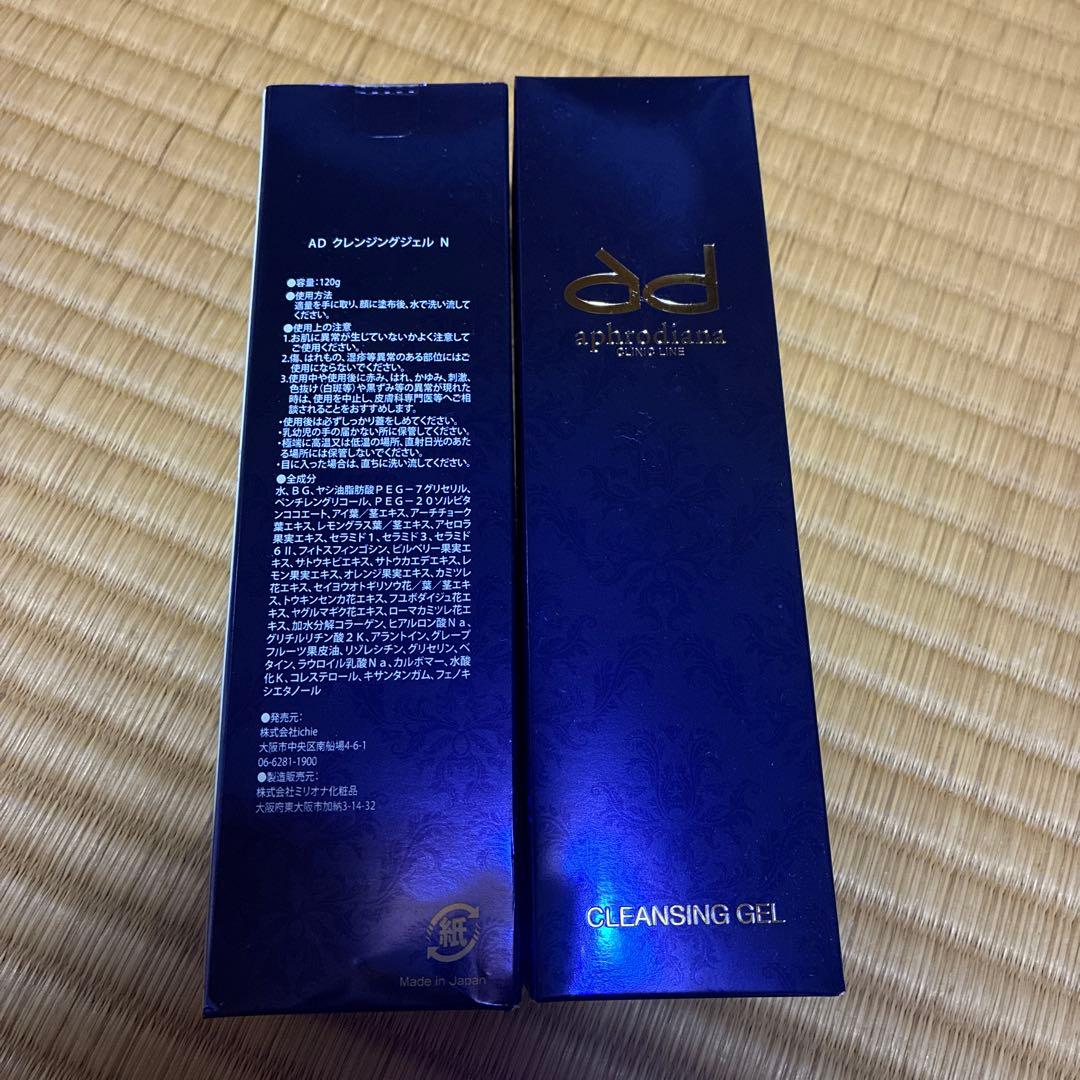 AD クレンジングジェル N
●容量:120g
●使用方法
適量を手に取り、顔に塗布後、水で洗い流して
ください。
●使用上の注意
1.お肌に異常が生じていないかよく注意して
ご使用ください。
2.傷、はれもの、湿疹等異常のある部位にはご
使用にならないでください。
3.使用中や使用後に赤み、はれ、かゆみ、刺激、
色抜け(白斑等)や黒ずみ等の異常が現れた
時は、使用を中止し、皮膚科専門医等へご相
談されることをおすすめします。
・使用後は必ずしっかり蓋をしめてください。
・乳幼児の手の届かない所に保管してください。
・極端に高温又は低温の場所、直射日光のあた
る場所には保管しないでください。
・目に入った場合は、直ちに洗い流してください。
●全成分
水、BG、ヤシ油脂肪酸PEG-7グリセリル、
ペンチレングリコール、PEG-20ソルビタ
ンココエート、アイ葉/茎エキス、アーチチョーク
葉エキス、レモングラス葉/茎エキス、アセロラ
果実エキス、セラミド1、セラミド3、セラミド
6Ⅱ、フィトスフィンゴシン、ビルベリー果実エ
キス、サトウキビエキス、サトウカエデエキス、レ
モン果実エキス、オレンジ果実エキス、カミツレ
花エキス、セイヨウオトギリソウ花/葉/茎エキ
ス、トウキンセンカ花エキス、フユボダイジュ花エ
キス、ヤグルマギク花エキス、ローマカミツレ花エ
キス、加水分解コラーゲン、ヒアルロン酸Na、
グリチルリチン酸2K、アラントイン、グレープ
フルーツ果皮油、リゾレシチン、グリセリン、ベ
タイン、ラウロイル乳酸Na、カルボマー、水酸
化K、コレステロール、キサンタンガム、フェノキ
シエタノール
●発売元:
株式会社ichie
大阪市中央区南船場4-6-1
06-6281-1900
●製造販売元:
株式会社ミリオナ化粧品
大阪府東大阪市加納3-14-32
紙
Made in Japan
ad
aphrodiana
CLINIC LINE
CLEANSING GEL